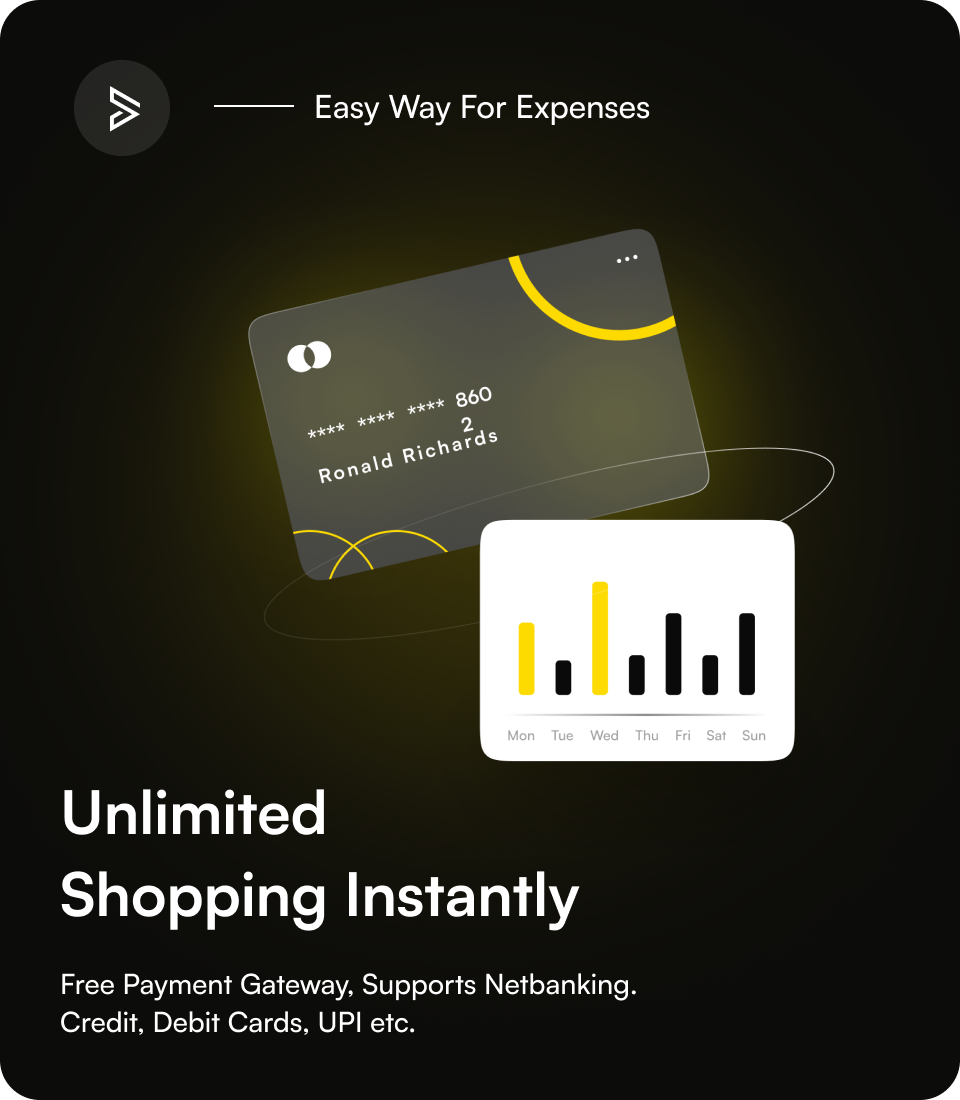 Easy Way For Expenses
**** **** **** 860
2
Ronald Richards
Mon Tue Wed Thu Fri Sat Sun
Unlimited
Shopping Instantly
Free Payment Gateway, Supports Netbanking.
Credit, Debit Cards, UPI etc.